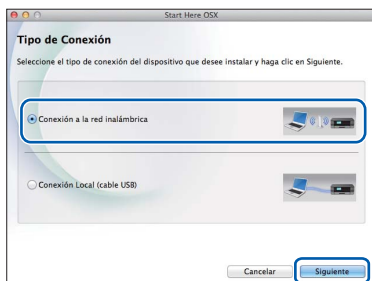 Start Here OSX
Tipo de Conexión
Seleccione el tipo de conexión del dispositivo que desee instalar y haga clic en Siguiente.
Conexión a la red inalámbrica
Conexión Local (cable USB)
Cancelar
Siguiente